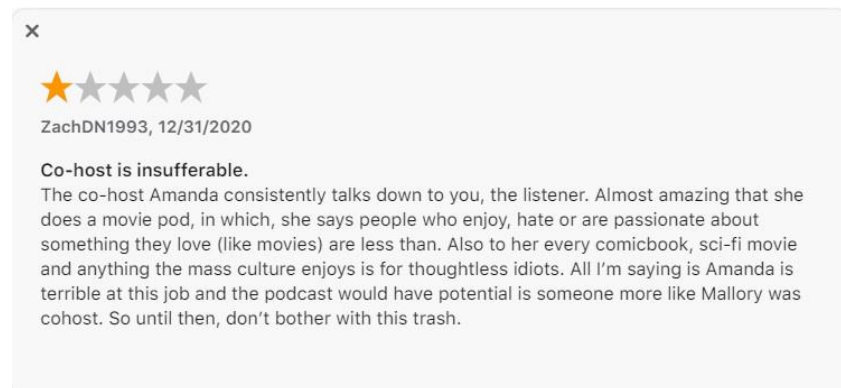 ZachDN1993, 12/31/2020
Co-host is insufferable.
The co-host Amanda consistently talks down to you, the listener. Almost amazing that she
does a movie pod, in which, she says people who enjoy, hate or are passionate about
something they love (like movies) are less than. Also to her every comicbook, sci-fi movie
and anything the mass culture enjoys is for thoughtless idiots. All I’m saying is Amanda is
terrible at this job and the podcast would have potential is someone more like Mallory was
cohost. So until then, don’t bother with this trash.